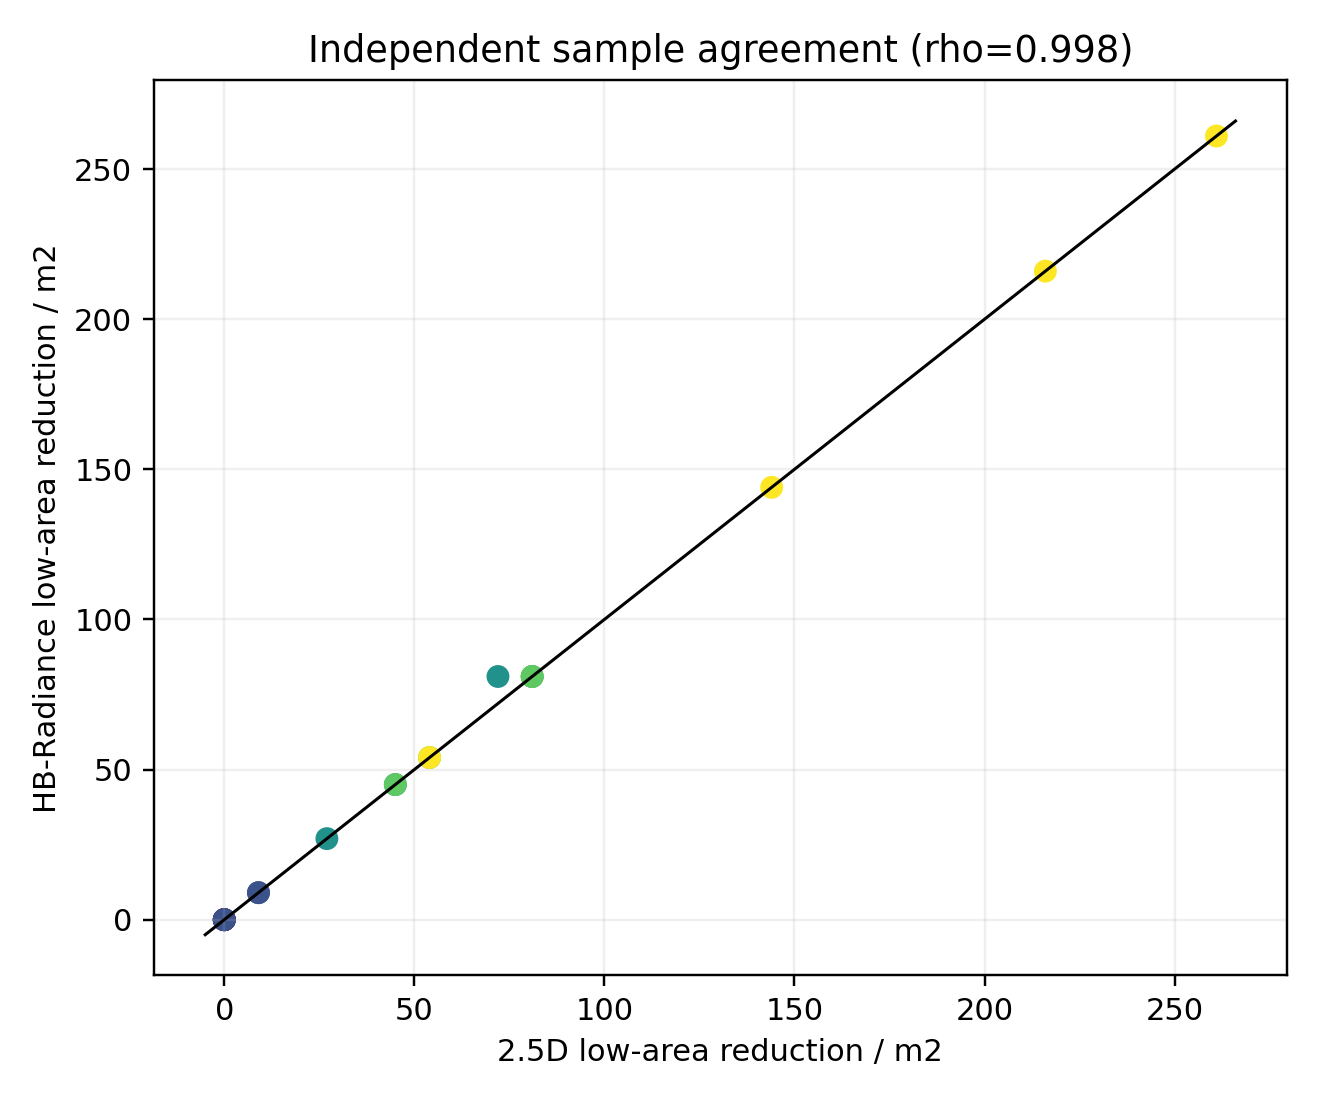 Independent sample agreement (rho=0.998)
HB-Radiance low-area reduction / m2
250
200
150
100
50
0
0 50 100 150 200 250
2.5D low-area reduction / m2